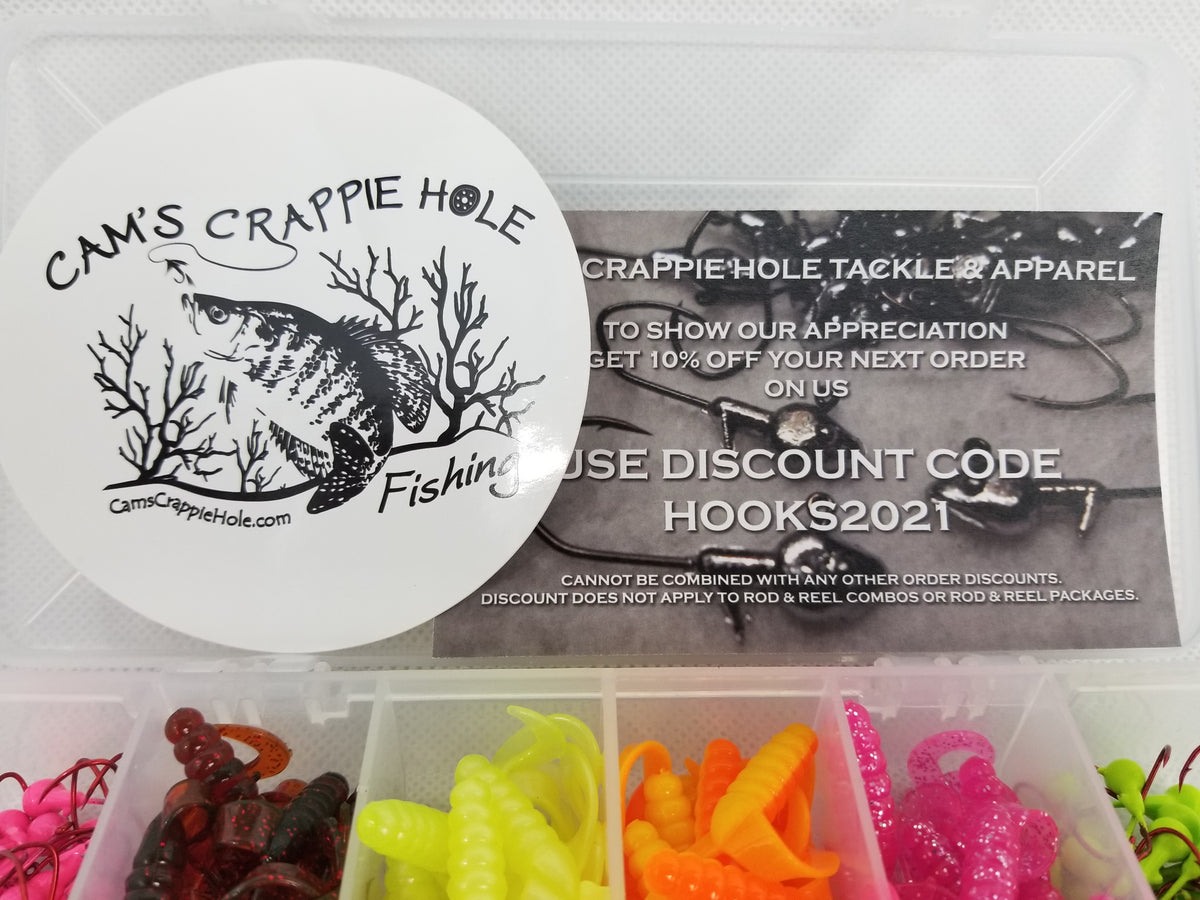 CAM'S CRAPPIE HOLE
Fishing
CamsCrappieHole.com
CRAPPIE HOLE TACKLE & APPAREL
TO SHOW OUR APPRECIATION
GET 10% OFF YOUR NEXT ORDER
ON US
USE DISCOUNT CODE
HOOKS2021
CANNOT BE COMBINED WITH ANY OTHER ORDER DISCOUNTS.
DISCOUNT DOES NOT APPLY TO ROD & REEL COMBOS OR ROD & REEL PACKAGES.